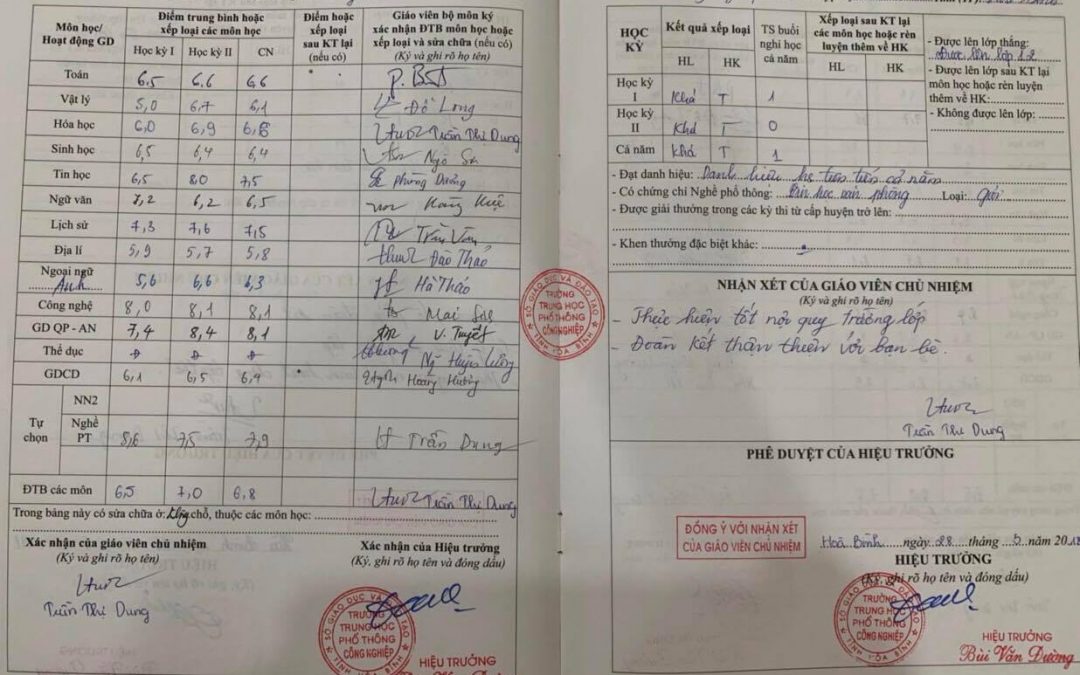 Môn học/ Hoạt động GD
Điểm trung bình hoặc xếp loại các môn học
Học kỳ I Học kỳ II CN
Điểm hoặc xếp loại sau KT lại (nếu có)
Giáo viên bộ môn ký xác nhận ĐTB môn học hoặc xếp loại và sửa chữa (nếu có)
(Ký và ghi rõ họ tên)
Toán 6,5 6.6 6,6
Vật lý 5,0 6,7 6,1 Đỗ Long
Hóa học 6,0 6,9 6,6 Trần Thị Dung
Sinh học 6,5 6,4 6,4 Ngô
Tin học 6,5 8,0 7,5 Phùng Dưỡng
Ngữ văn 7,2 6,2 6,5
Lịch sử 7,3 7,6 7,5 Trần Vân
Địa lí 5,9 5,7 5,8 Đào Thảo
Ngoại ngữ Anh 5,6 6,6 6,3 Hà Thảo
Công nghệ 8,0 8,1 8,1 Mai
GD QP - AN 7,4 8,4 8,1 V. Tuyết
Thể dục Đ Đ Đ
GDCD 6,1 6,5 6,4 Hoàng Hường
Tự chọn
NN2
Nghề PT 8,6 7,5 7,9 Trần Dung
ĐTB các môn 6,5 7,0 6,8 Trần Thị Dung
Trong bảng này có sửa chữa ở: không chỗ, thuộc các môn học:
Xác nhận của giáo viên chủ nhiệm
(Ký và ghi rõ họ tên)
Trần Thị Dung
Xác nhận của Hiệu trưởng
(Ký, ghi rõ họ tên và đóng dấu)
SỞ GIÁO DỤC VÀ ĐÀO TẠO
TRƯỜNG
TRUNG HỌC
PHỔ THÔNG
CÔNG NGHIỆP
TỈNH HÒA BÌNH
HIỆU TRƯỞNG
SỞ GIÁO DỤC VÀ ĐÀO TẠO
TRƯỜNG
TRUNG HỌC
PHỔ THÔNG
CÔNG NGHIỆP
TỈNH HÒA BÌNH
HỌC KỲ
Kết quả xếp loại
HL HK
TS buổi nghỉ học cả năm
Xếp loại sau KT lại các môn học hoặc rèn luyện thêm về HK
HL HK
Học kỳ I Khá T 1
Học kỳ II Khá T 0
Cả năm Khá T 1
- Được lên lớp thẳng:
Được lên lớp 12
- Được lên lớp sau KT lại môn học hoặc rèn luyện thêm về HK:
- Không được lên lớp:
- Đạt danh hiệu: Danh hiệu hs tiên tiến cả năm
- Có chứng chỉ Nghề phổ thông: Tin học văn phòng Loại: Giỏi
- Được giải thưởng trong các kỳ thi từ cấp huyện trở lên:
- Khen thưởng đặc biệt khác:
NHẬN XÉT CỦA GIÁO VIÊN CHỦ NHIỆM
(Ký và ghi rõ họ tên)
- Thực hiện tốt nội quy trường lớp
- Đoàn kết thân thiện với bạn bè.
Trần Thị Dung
PHÊ DUYỆT CỦA HIỆU TRƯỞNG
ĐỒNG Ý VỚI NHẬN XÉT
CỦA GIÁO VIÊN CHỦ NHIỆM
Hoà Bình ngày 28 tháng 5 năm 2018
HIỆU TRƯỞNG
(Ký, ghi rõ họ tên và đóng dấu)
SỞ GIÁO DỤC VÀ ĐÀO TẠO
TRƯỜNG
TRUNG HỌC
PHỔ THÔNG
CÔNG NGHIỆP
TỈNH HÒA BÌNH
HIỆU TRƯỞNG
Bùi Văn Dường